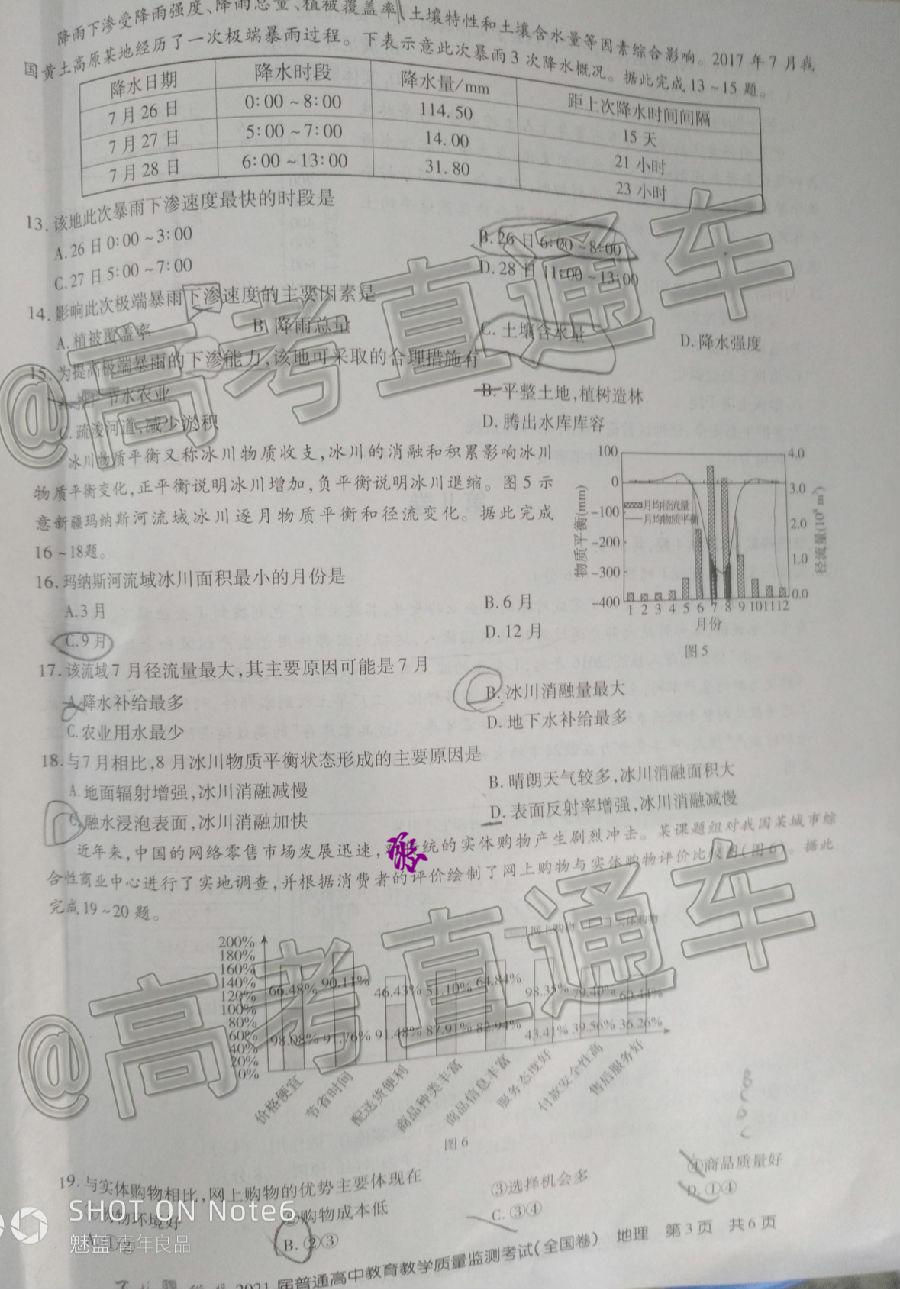 降雨下渗受降雨强度、降雨总量、植被覆盖率、土壤特性和土壤含水量等因素综合影响。2017年7月我
国黄土高原某地经历了一次极端暴雨过程。下表示意此次暴雨3次降水概况。据此完成13~15题。
降水日期 降水时段 降水量/mm 距上次降水时间间隔
7月26日 0:00~8:00 114.50 15天
7月27日 5:00~7:00 14.00 21小时
7月28日 6:00~13:00 31.80 23小时
13.该地此次暴雨下渗速度最快的时段是
A.26日0:00~3:00 B.26日6:00~8:00
C.27日5:00~7:00 D.28日11:00~13:00
14.影响此次极端暴雨下渗速度的主要因素是
A.植被覆盖率 B.降雨总量 C.土壤含水量 D.降水强度
15.为提高极端暴雨的下渗能力,该地可采取的合理措施有
节水农业 B.平整土地,植树造林
C.疏浚河道,减少淤积 D.腾出水库库容
冰川物质平衡又称冰川物质收支,冰川的消融和积累影响冰川
物质平衡变化,正平衡说明冰川增加,负平衡说明冰川退缩。图5示
意新疆玛纳斯河流域冰川逐月物质平衡和径流变化。据此完成
16~18题。
100 0 -100 -200 -300 -400
物质平衡(mm)
月均径流量
月均物质平衡
4.0 3.0 2.0 1.0 0.0
1 2 3 4 5 6 7 8 9 10 11 12
月份
图5
16.玛纳斯河流域冰川面积最小的月份是
A.3月 B.6月
C.9月 D.12月
17.该流域7月径流量最大,其主要原因可能是7月
A.降水补给最多 B.冰川消融量最大
C.农业用水最少 D.地下水补给最多
18.与7月相比,8月冰川物质平衡状态形成的主要原因是
A.地面辐射增强,冰川消融减慢 B.晴朗天气较多,冰川消融面积大
C.融水浸泡表面,冰川消融加快 D.表面反射率增强,冰川消融减慢
近年来,中国的网络零售市场发展迅速,统的实体购物产生剧烈冲击。某课题组对我国某城市综
合性商业中心进行了实地调查,并根据消费者的评价绘制了网上购物与实体购物评价比较图(图6)。据此
完成19~20题。
网上购物 实体购物
200% 180% 160% 140% 120% 100% 80% 60% 40% 20% 0%
66.48% 90.11% 46.43% 51.10% 64.84% 98.35% 79.40%
98.08% 91.76% 91.48% 87.91% 82.94% 43.41% 39.56% 36.26%
价格便宜 节省时间 配送货便利 商品种类丰富 商品信息丰富 服务态度好 付款安全性高 售后服务好
图6
19.与实体购物相比,网上购物的优势主要体现在
购物环境好 购物成本低 ③选择机会多 ④商品质量好
B.②③ C.③④ D.①④
2021届普通高中教育教学质量监测考试(全国卷) 地理 第3页 共6页
@高考直通车
@高考直通车
SHOT ON Note6
魅蓝·青年良品